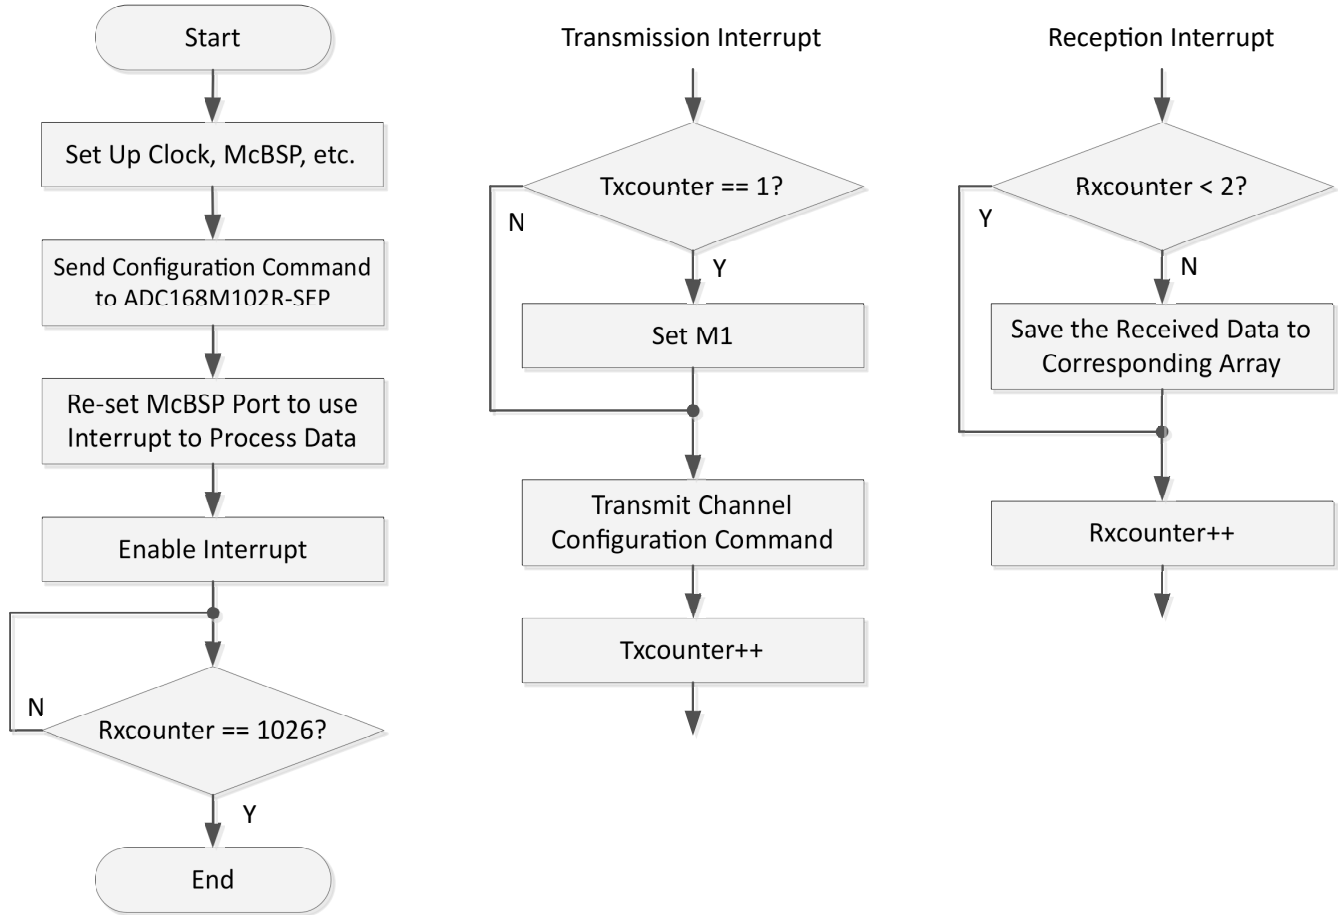 Start
Set Up Clock, McBSP, etc.
Send Configuration Command
to ADC168M102R-SEP
Re-set McBSP Port to use
Interrupt to Process Data
Enable Interrupt
N
Rxcounter == 1026?
Y
End
Transmission Interrupt
Txcounter == 1?
N
Y
Set M1
Transmit Channel
Configuration Command
Txcounter++
Reception Interrupt
Rxcounter < 2?
Y
N
Save the Received Data to
Corresponding Array
Rxcounter++